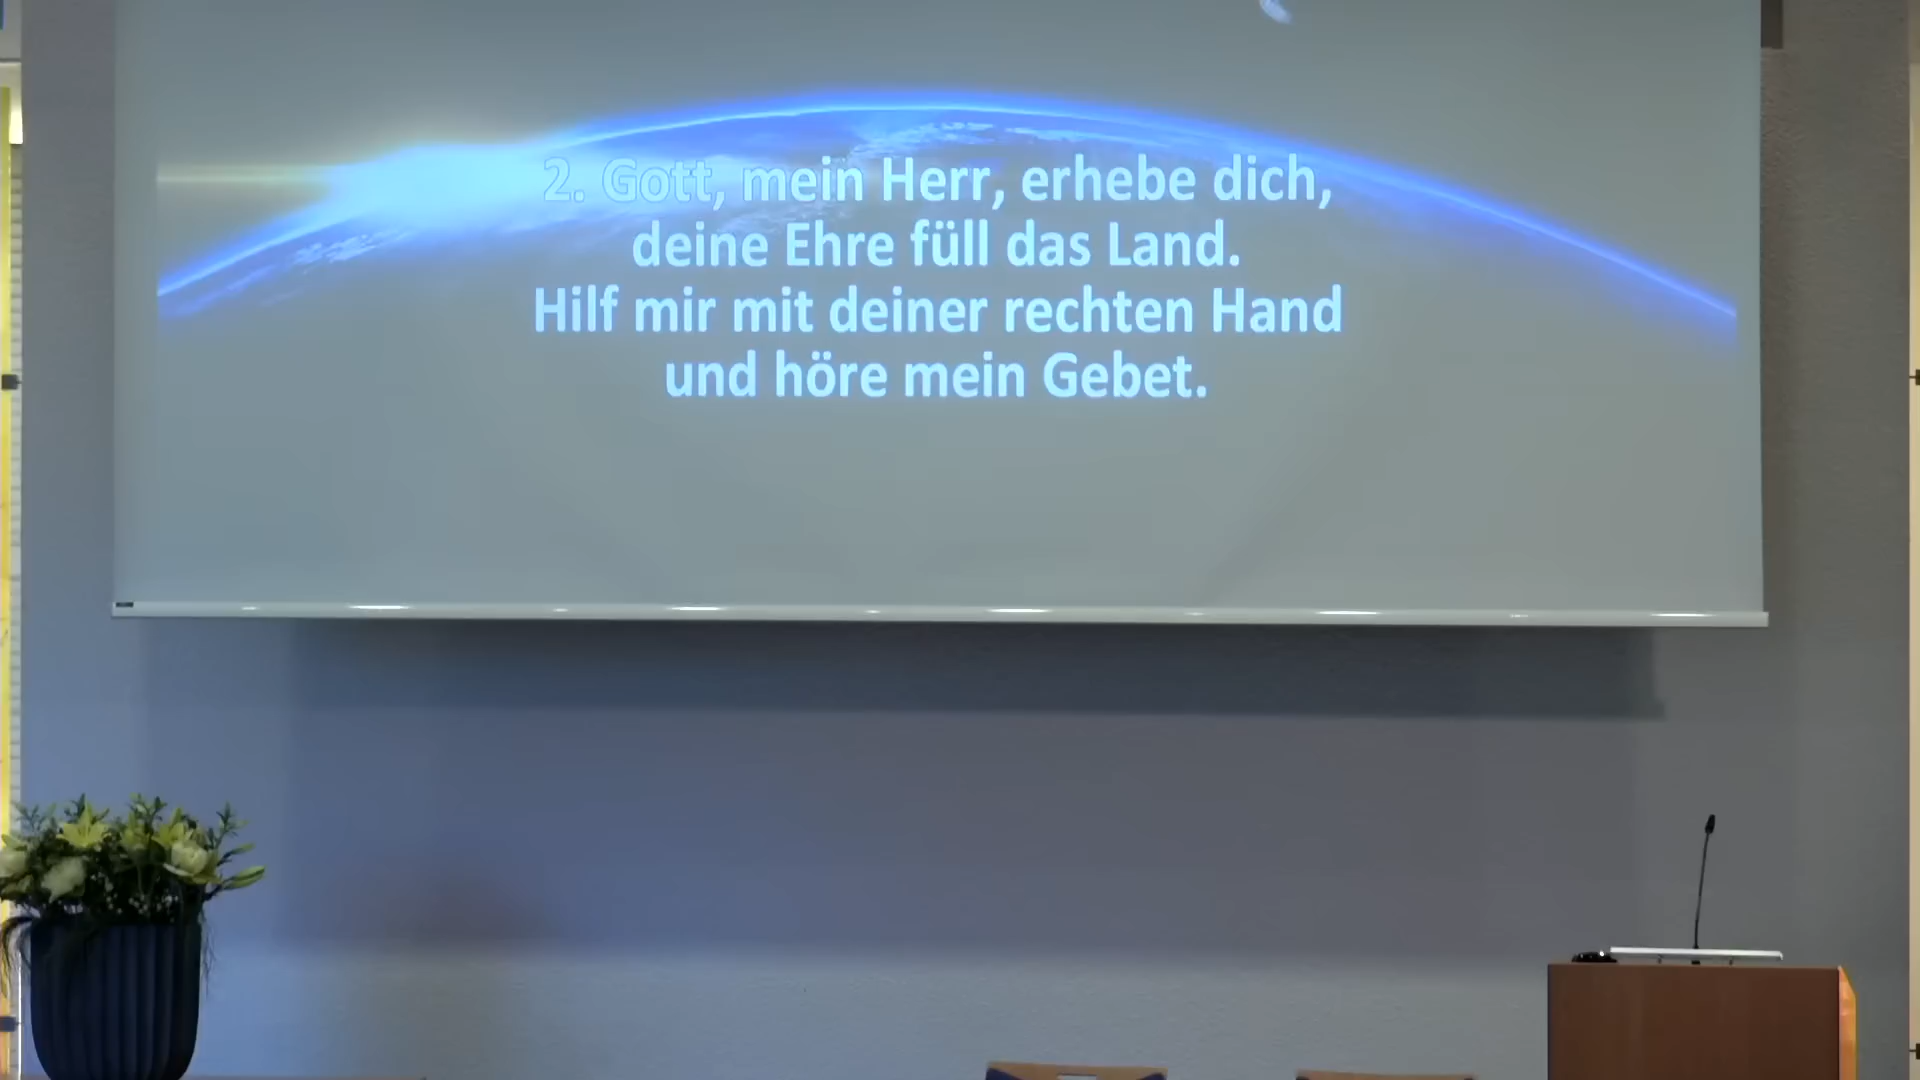 2. Gott, mein Herr, erhebe dich,
deine Ehre füll das Land.
Hilf mir mit deiner rechten Hand
und höre mein Gebet.